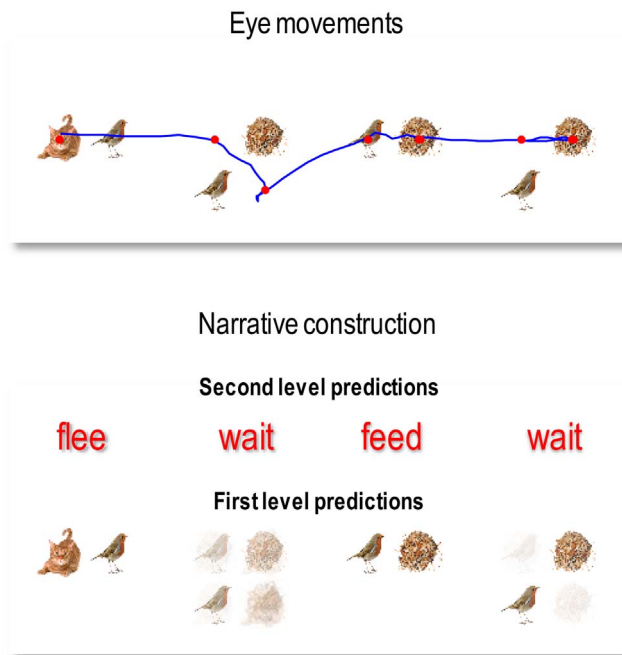 Eye movements
Narrative construction
Second level predictions
flee wait feed wait
First level predictions